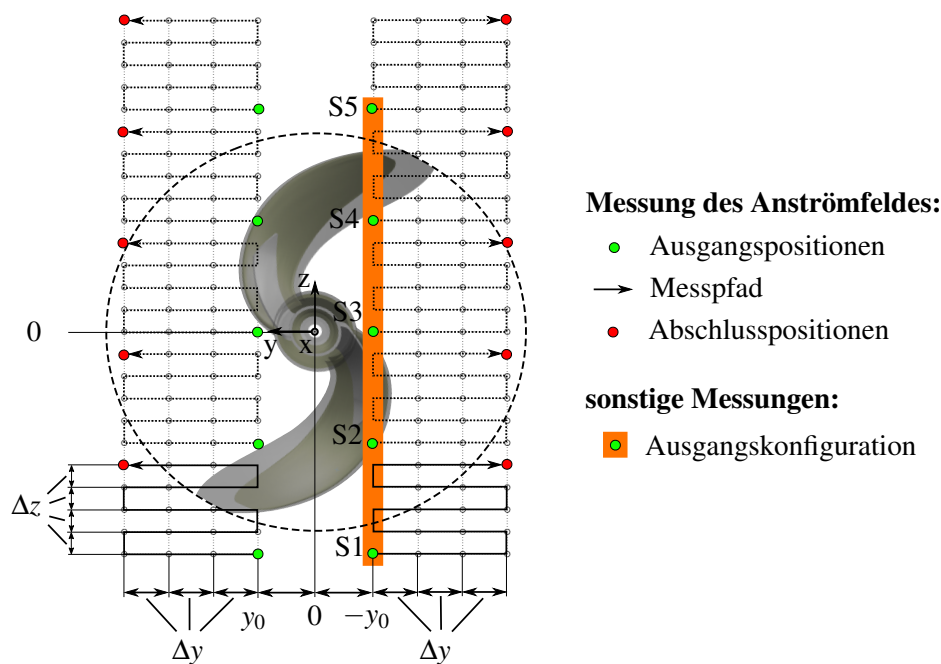 S5
S4
S3
z
0
y
x
S2
Δz
S1
y₀
0
−y₀
Δy
Δy
Messung des Anströmfeldes:
Ausgangspositionen
Messpfad
Abschlusspositionen
sonstige Messungen:
Ausgangskonfiguration